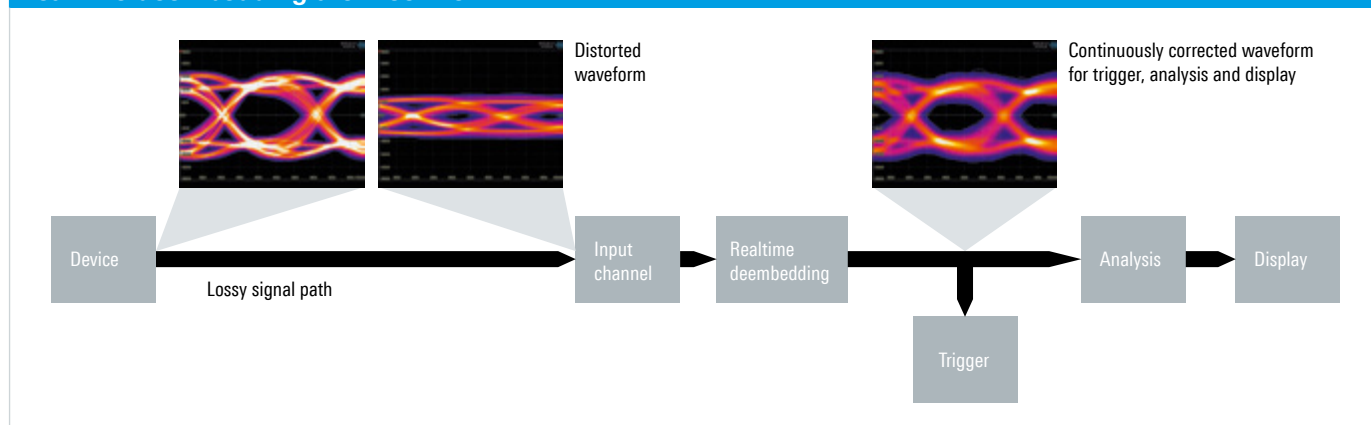 Distorted
waveform
Continuously corrected waveform
for trigger, analysis and display
Device
Lossy signal path
Input
channel
Realtime
deembedding
Analysis
Display
Trigger